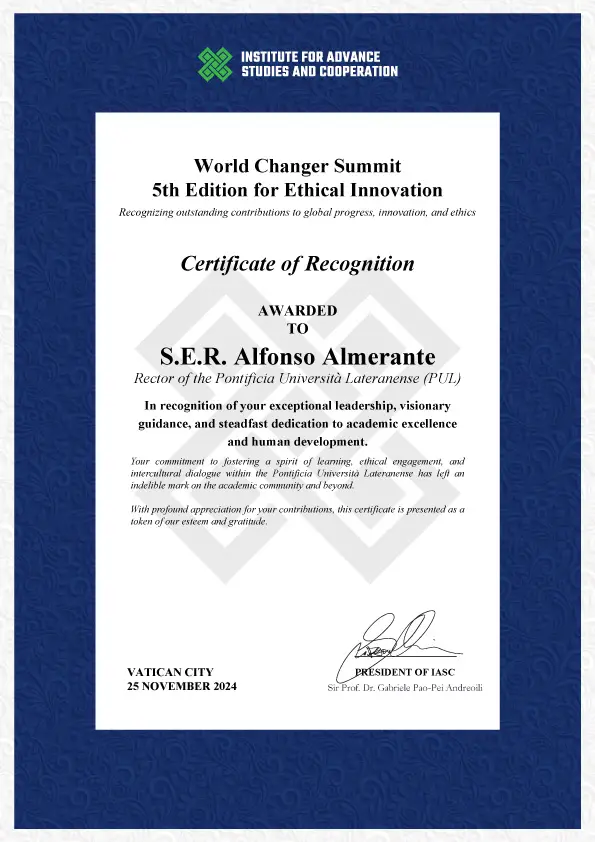 INSTITUTE FOR ADVANCE
STUDIES AND COOPERATION
World Changer Summit
5th Edition for Ethical Innovation
Recognizing outstanding contributions to global progress, innovation, and ethics
Certificate of Recognition
AWARDED
TO
S.E.R. Alfonso Almerante
Rector of the Pontificia Università Lateranense (PUL)
In recognition of your exceptional leadership, visionary
guidance, and steadfast dedication to academic excellence
and human development.
Your commitment to fostering a spirit of learning, ethical engagement, and
intercultural dialogue within the Pontificia Università Lateranense has left an
indelible mark on the academic community and beyond.
With profound appreciation for your contributions, this certificate is presented as a
token of our esteem and gratitude.
VATICAN CITY
25 NOVEMBER 2024
PRESIDENT OF IASC
Sir Prof. Dr. Gabriele Pao-Pei Andreoili